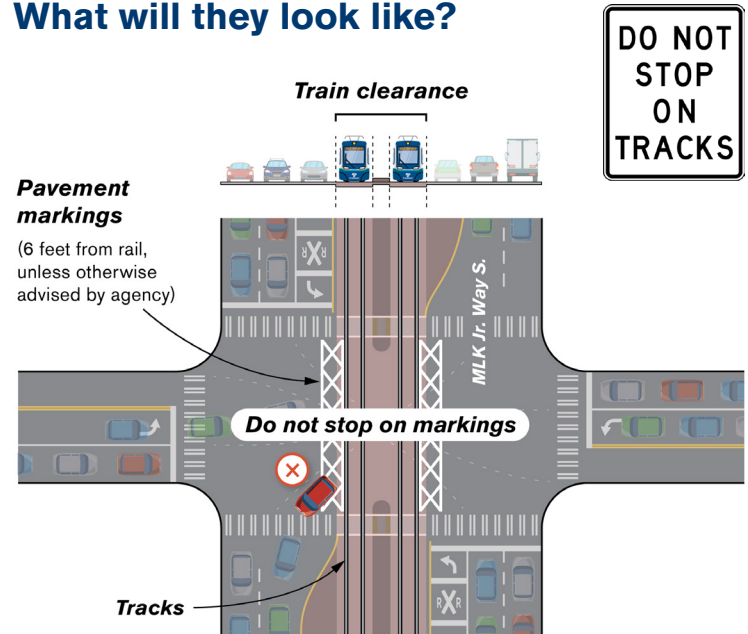 What will they look like?
DO NOT
STOP
ON
TRACKS
Train clearance
Pavement
markings
(6 feet from rail,
unless otherwise
advised by agency)
R R
MLK Jr. Way S.
Do not stop on markings
Tracks
R R